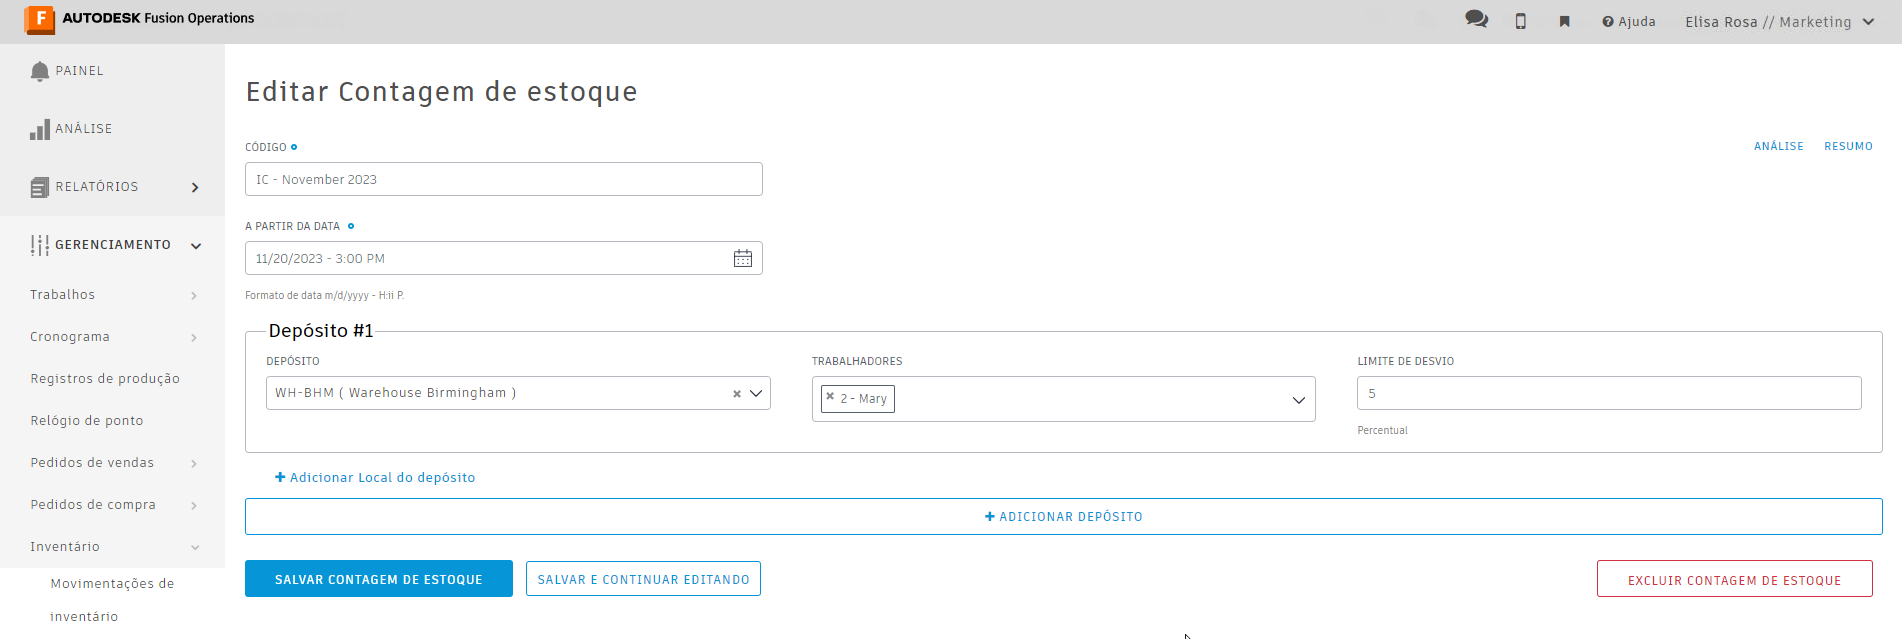 F AUTODESK Fusion Operations
Ajuda
Elisa Rosa // Marketing
PAINEL
ANÁLISE
RELATÓRIOS
GERENCIAMENTO
Trabalhos
Cronograma
Registros de produção
Relógio de ponto
Pedidos de vendas
Pedidos de compra
Inventário
Movimentações de
inventário
Editar Contagem de estoque
ANÁLISE RESUMO
CÓDIGO
IC - November 2023
A PARTIR DA DATA
11/20/2023 - 3:00 PM
Formato de data m/d/yyyy - H:ii P.
Depósito #1
DEPÓSITO
WH-BHM ( Warehouse Birmingham )
TRABALHADORES
2 - Mary
LIMITE DE DESVIO
5
Percentual
Adicionar Local do depósito
ADICIONAR DEPÓSITO
SALVAR CONTAGEM DE ESTOQUE
SALVAR E CONTINUAR EDITANDO
EXCLUIR CONTAGEM DE ESTOQUE